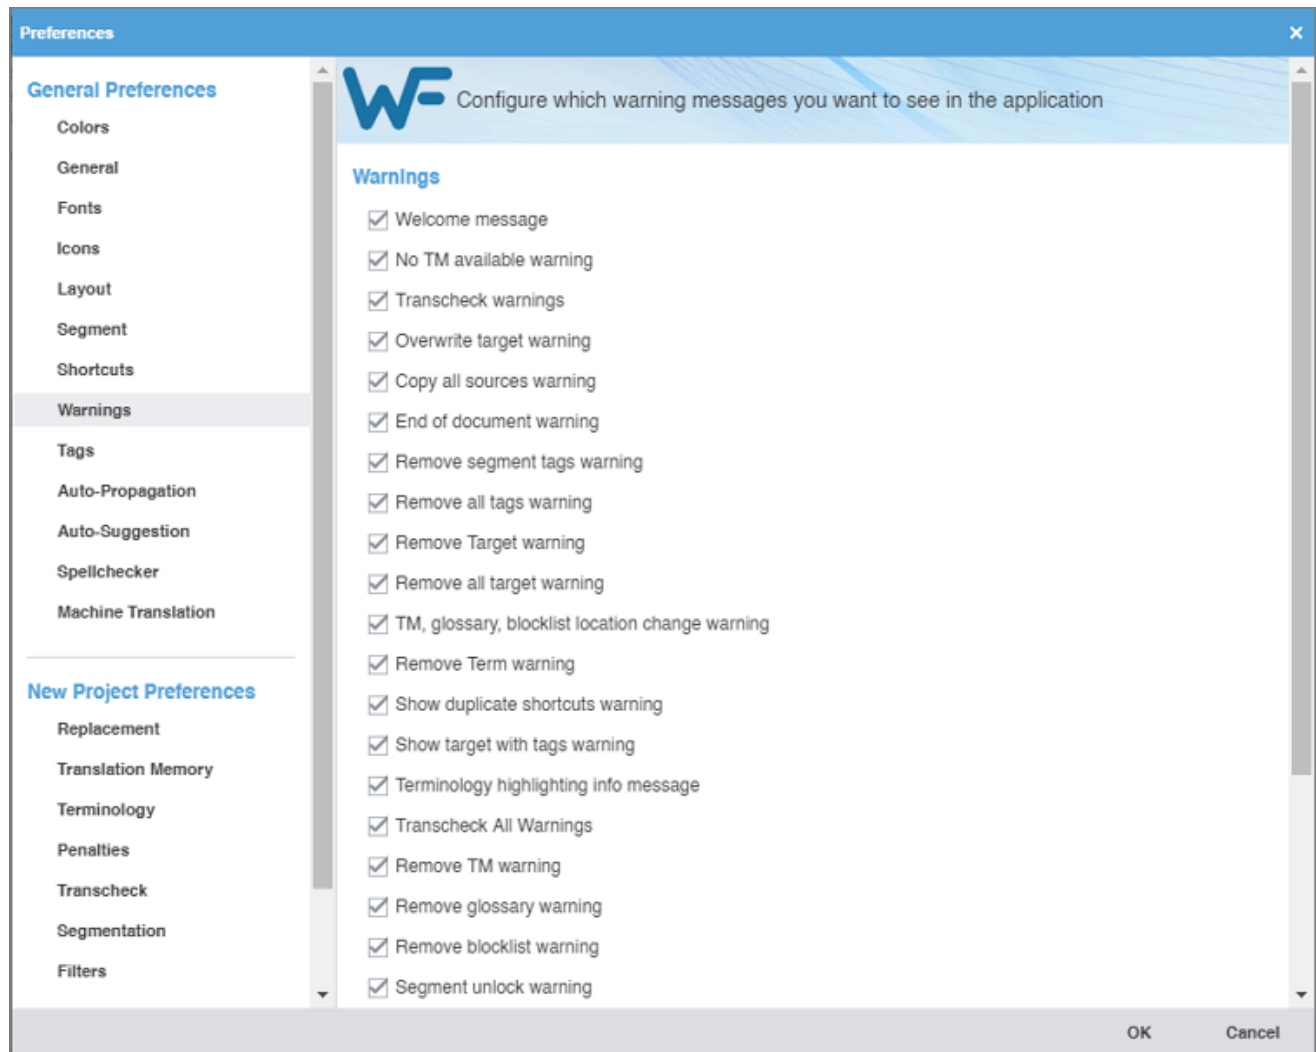 Preferences
General Preferences
Colors
General
Fonts
Icons
Layout
Segment
Shortcuts
Warnings
Tags
Auto-Propagation
Auto-Suggestion
Spellchecker
Machine Translation
New Project Preferences
Replacement
Translation Memory
Terminology
Penalties
Transcheck
Segmentation
Filters
WF Configure which warning messages you want to see in the application
Warnings
Welcome message
No TM available warning
Transcheck warnings
Overwrite target warning
Copy all sources warning
End of document warning
Remove segment tags warning
Remove all tags warning
Remove Target warning
Remove all target warning
TM, glossary, blocklist location change warning
Remove Term warning
Show duplicate shortcuts warning
Show target with tags warning
Terminology highlighting info message
Transcheck All Warnings
Remove TM warning
Remove glossary warning
Remove blocklist warning
Segment unlock warning
OK Cancel